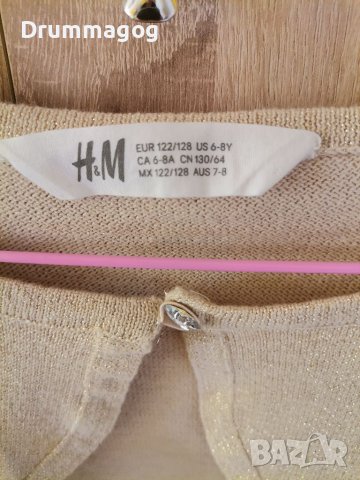 Drummagog
H&M
EUR 122/128 US 6-8Y
CA 6-8A CN 130/64
MX 122/128 AUS 7-8
BAZAR